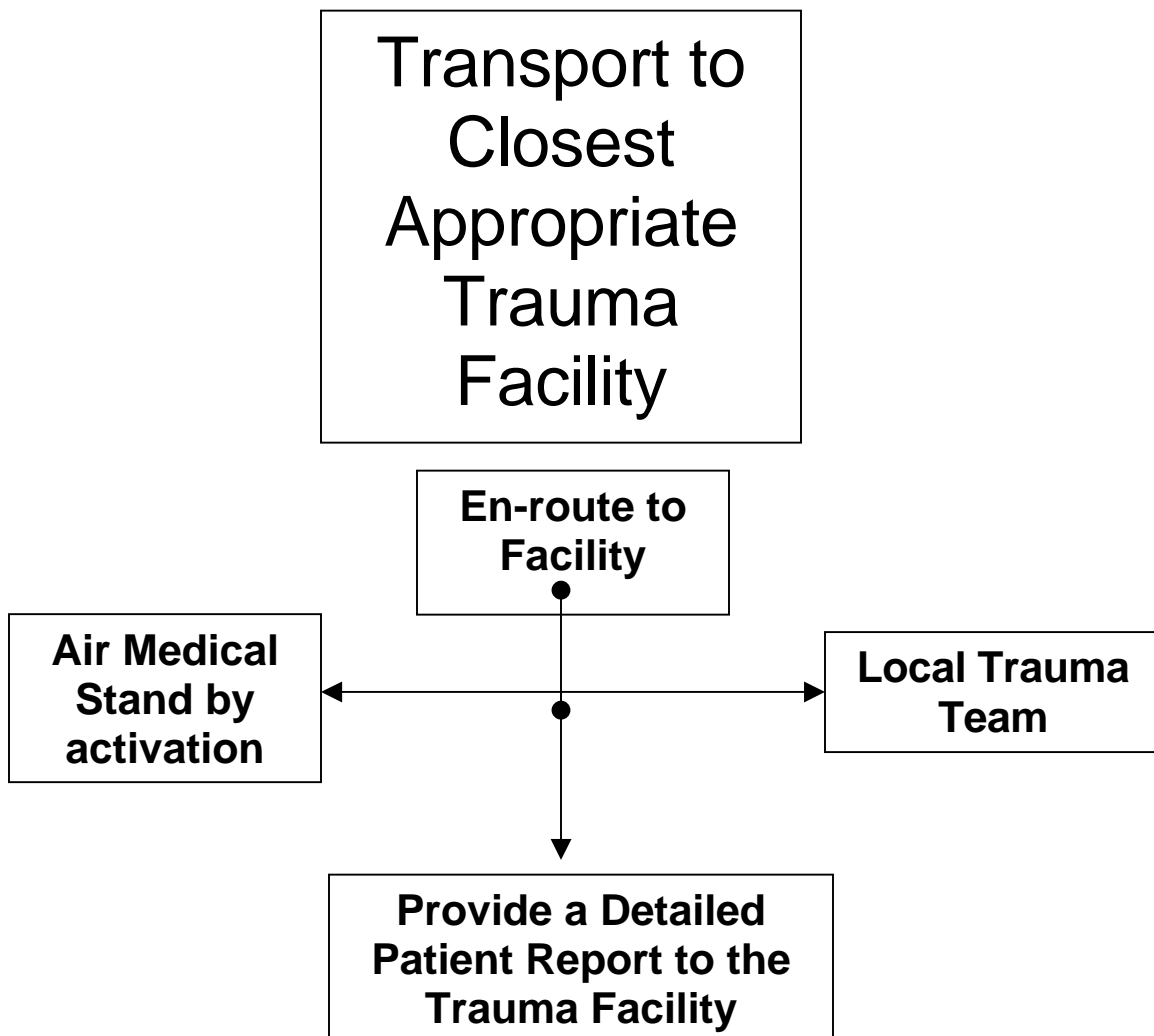 Transport to
Closest
Appropriate
Trauma
Facility
En-route to
Facility
Air Medical
Stand by
activation
Local Trauma
Team
Provide a Detailed
Patient Report to the
Trauma Facility